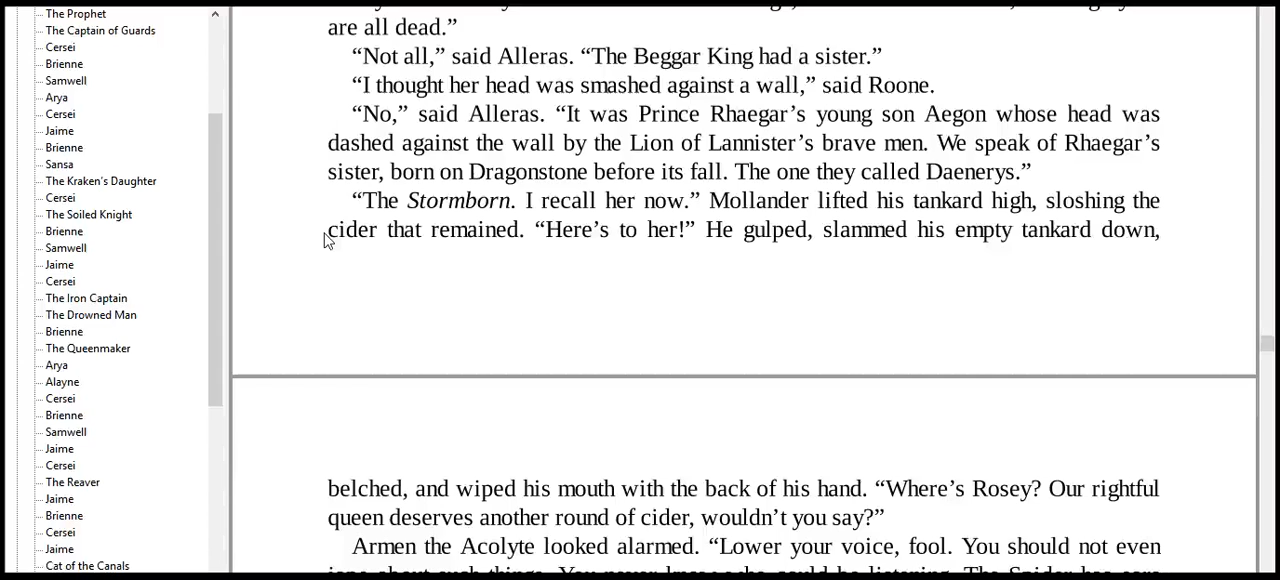 The Prophet
The Captain of Guards
Cersei
Brienne
Samwell
Arya
Cersei
Jaime
Brienne
Sansa
The Kraken's Daughter
Cersei
The Soiled Knight
Brienne
Samwell
Jaime
Cersei
The Iron Captain
The Drowned Man
Brienne
The Queenmaker
Arya
Alayne
Cersei
Brienne
Samwell
Jaime
Cersei
The Reaver
Jaime
Brienne
Cersei
Jaime
Cat of the Canals
are all dead.”
“Not all,” said Alleras. “The Beggar King had a sister.”
“I thought her head was smashed against a wall,” said Roone.
“No,” said Alleras. “It was Prince Rhaegar’s young son Aegon whose head was
dashed against the wall by the Lion of Lannister’s brave men. We speak of Rhaegar’s
sister, born on Dragonstone before its fall. The one they called Daenerys.”
“The Stormborn. I recall her now.” Mollander lifted his tankard high, sloshing the
cider that remained. “Here’s to her!” He gulped, slammed his empty tankard down,
belched, and wiped his mouth with the back of his hand. “Where’s Rosey? Our rightful
queen deserves another round of cider, wouldn’t you say?”
Armen the Acolyte looked alarmed. “Lower your voice, fool. You should not even